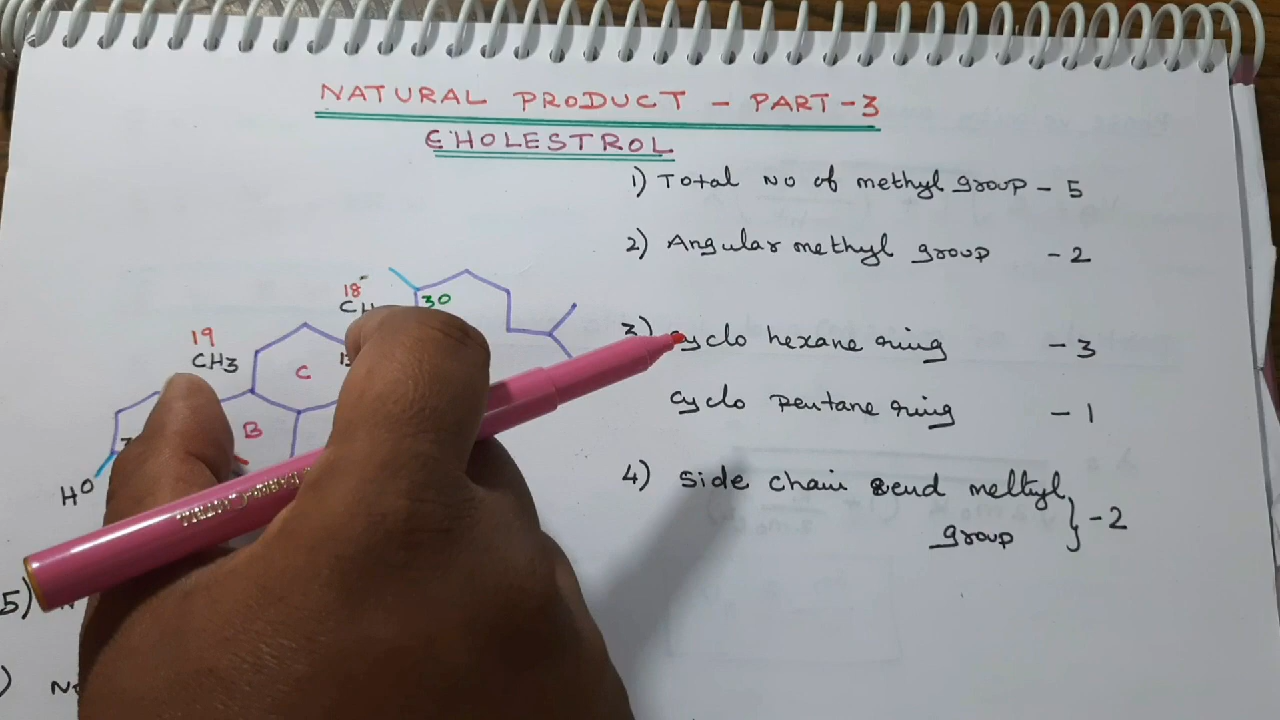 NATURAL PRODUCT - PART-3
CHOLESTROL
1) Total No of methyl group - 5
2) Angular methyl group - 2
3) cyclo hexane ring - 3
cyclo pentane ring - 1
4) side chain &end methyl
group } -2
18
CH
30
19
CH3
C
B
HO
5)
)